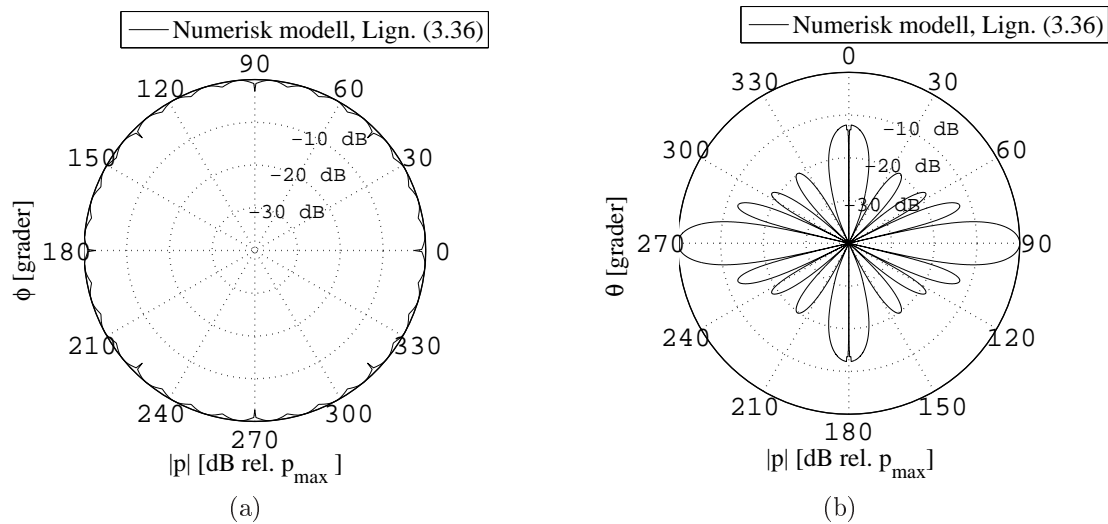 Numerisk modell, Lign. (3.36)
90
120
60
150
30
180
0
210
330
240
300
270
−10 dB
−20 dB
−30 dB
ϕ [grader]
|p| [dB rel. p_max ]
(a)
Numerisk modell, Lign. (3.36)
0
330
30
300
60
270
90
240
120
210
150
180
−10 dB
−20 dB
−30 dB
θ [grader]
|p| [dB rel. p_max]
(b)